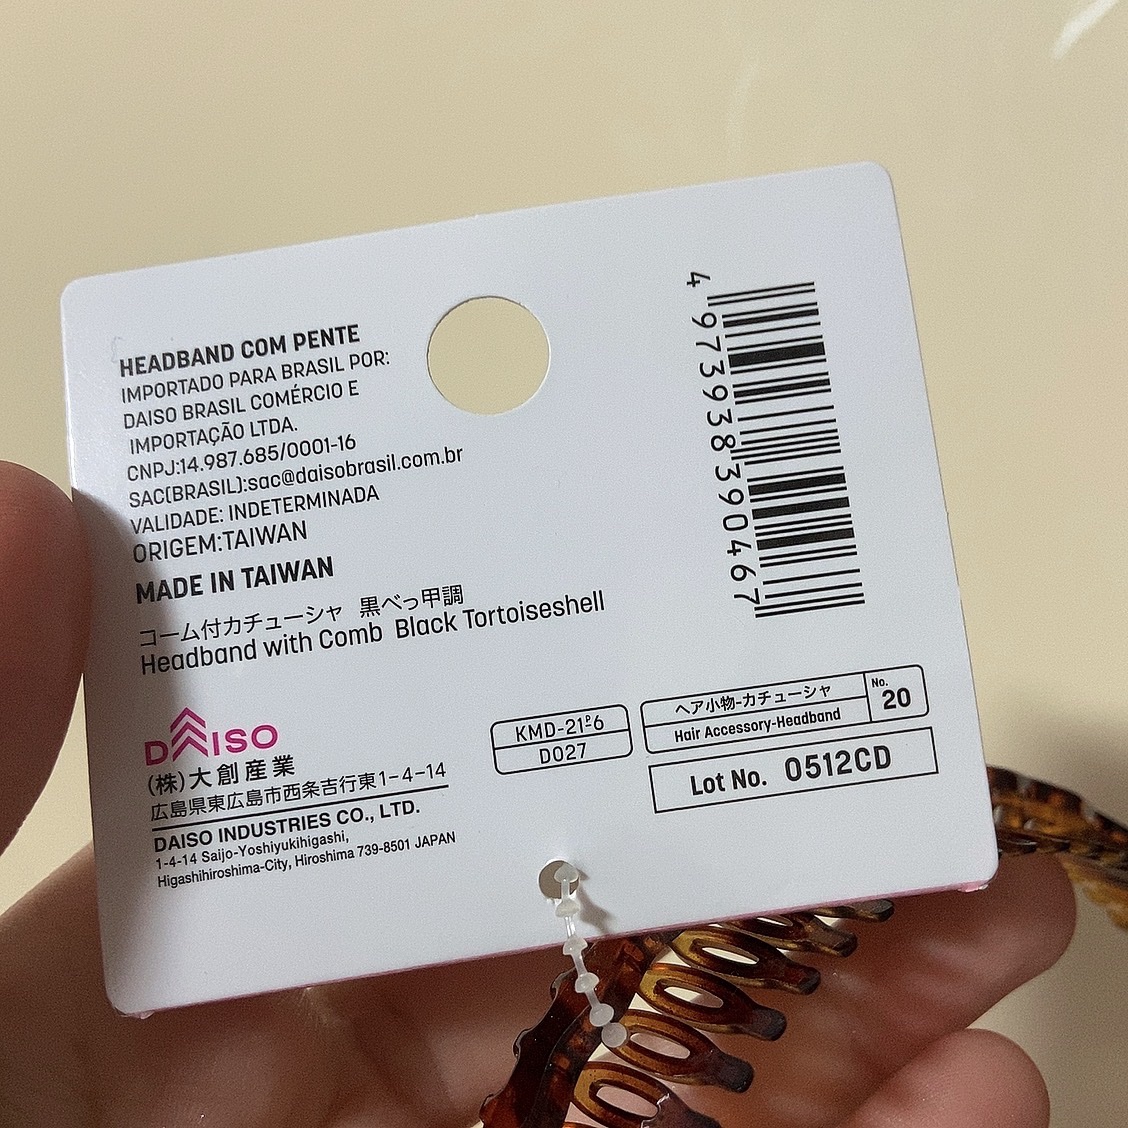 HEADBAND COM PENTE
IMPORTADO PARA BRASIL POR:
DAISO BRASIL COMÉRCIO E
IMPORTAÇÃO LTDA.
CNPJ:14.987.685/0001-16
SAC(BRASIL):sac@daisobrasil.com.br
VALIDADE: INDETERMINADA
ORIGEM:TAIWAN
MADE IN TAIWAN
コーム付カチューシャ 黒べっ甲調
Headband with Comb Black Tortoiseshell
4 973938 390467
DAISO
(株)大創産業
広島県東広島市西条吉行東1-4-14
DAISO INDUSTRIES CO., LTD.
1-4-14 Saijo-Yoshiyukihigashi,
Higashihiroshima-City, Hiroshima 739-8501 JAPAN
KMD-21P6
D027
ヘア小物-カチューシャ
Hair Accessory-Headband
No.
20
Lot No. 0512CD